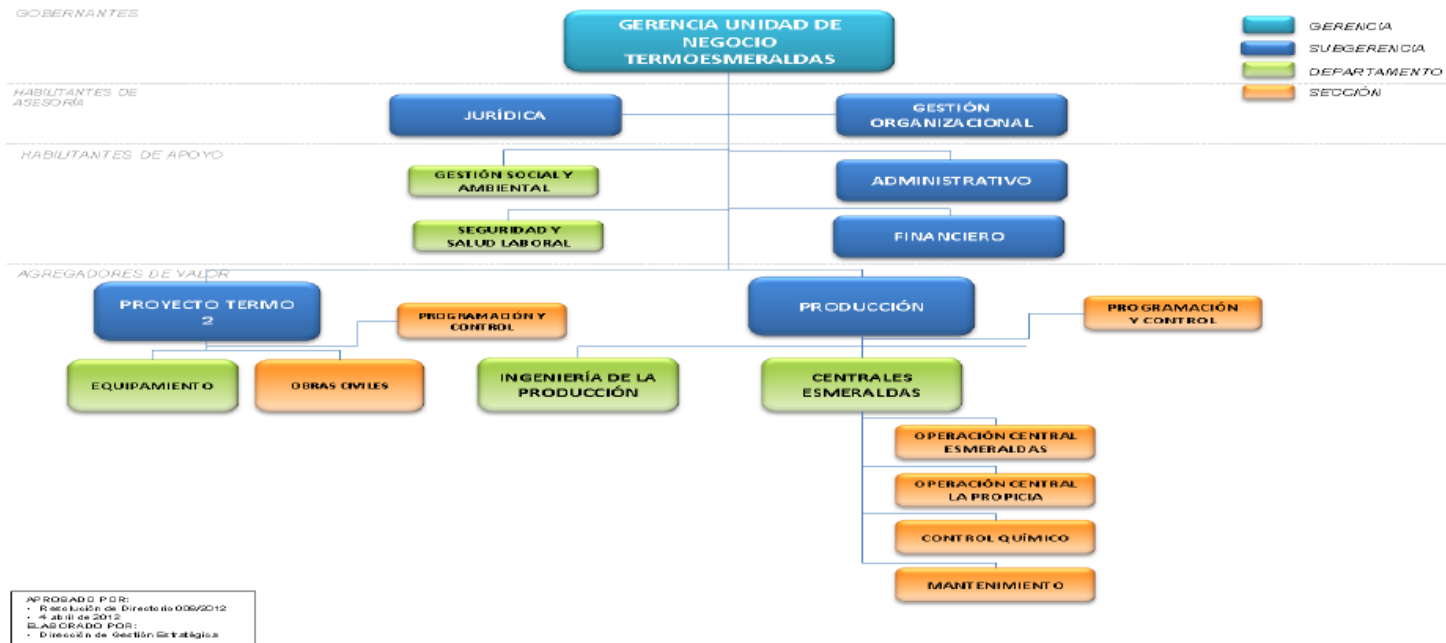 GOBERNANTES
GERENCIA UNIDAD DE
NEGOCIO
TERMOESMERALDAS
GERENCIA
SUBGERENCIA
DEPARTAMENTO
SECCIÓN
HABILITANTES DE
ASESORÍA
JURÍDICA
GESTIÓN
ORGANIZACIONAL
HABILITANTES DE APOYO
GESTIÓN SOCIAL Y
AMBIENTAL
ADMINISTRATIVO
SEGURIDAD Y
SALUD LABORAL
FINANCIERO
AGREGADORES DE VALOR
PROYECTO TERMO
2
PROGRAMACIÓN Y
CONTROL
PRODUCCIÓN
PROGRAMACIÓN
Y CONTROL
EQUIPAMIENTO
OBRAS CIVILES
INGENIERÍA DE LA
PRODUCCIÓN
CENTRALES
ESMERALDAS
OPERACIÓN CENTRAL
ESMERALDAS
OPERACIÓN CENTRAL
LA PROPICIA
CONTROL QUÍMICO
MANTENIMIENTO
APROBADO POR:
• Resolución de Directorio
• 4 abril de 2012
ELABORADO POR:
• Dirección de Gestión Estratégica